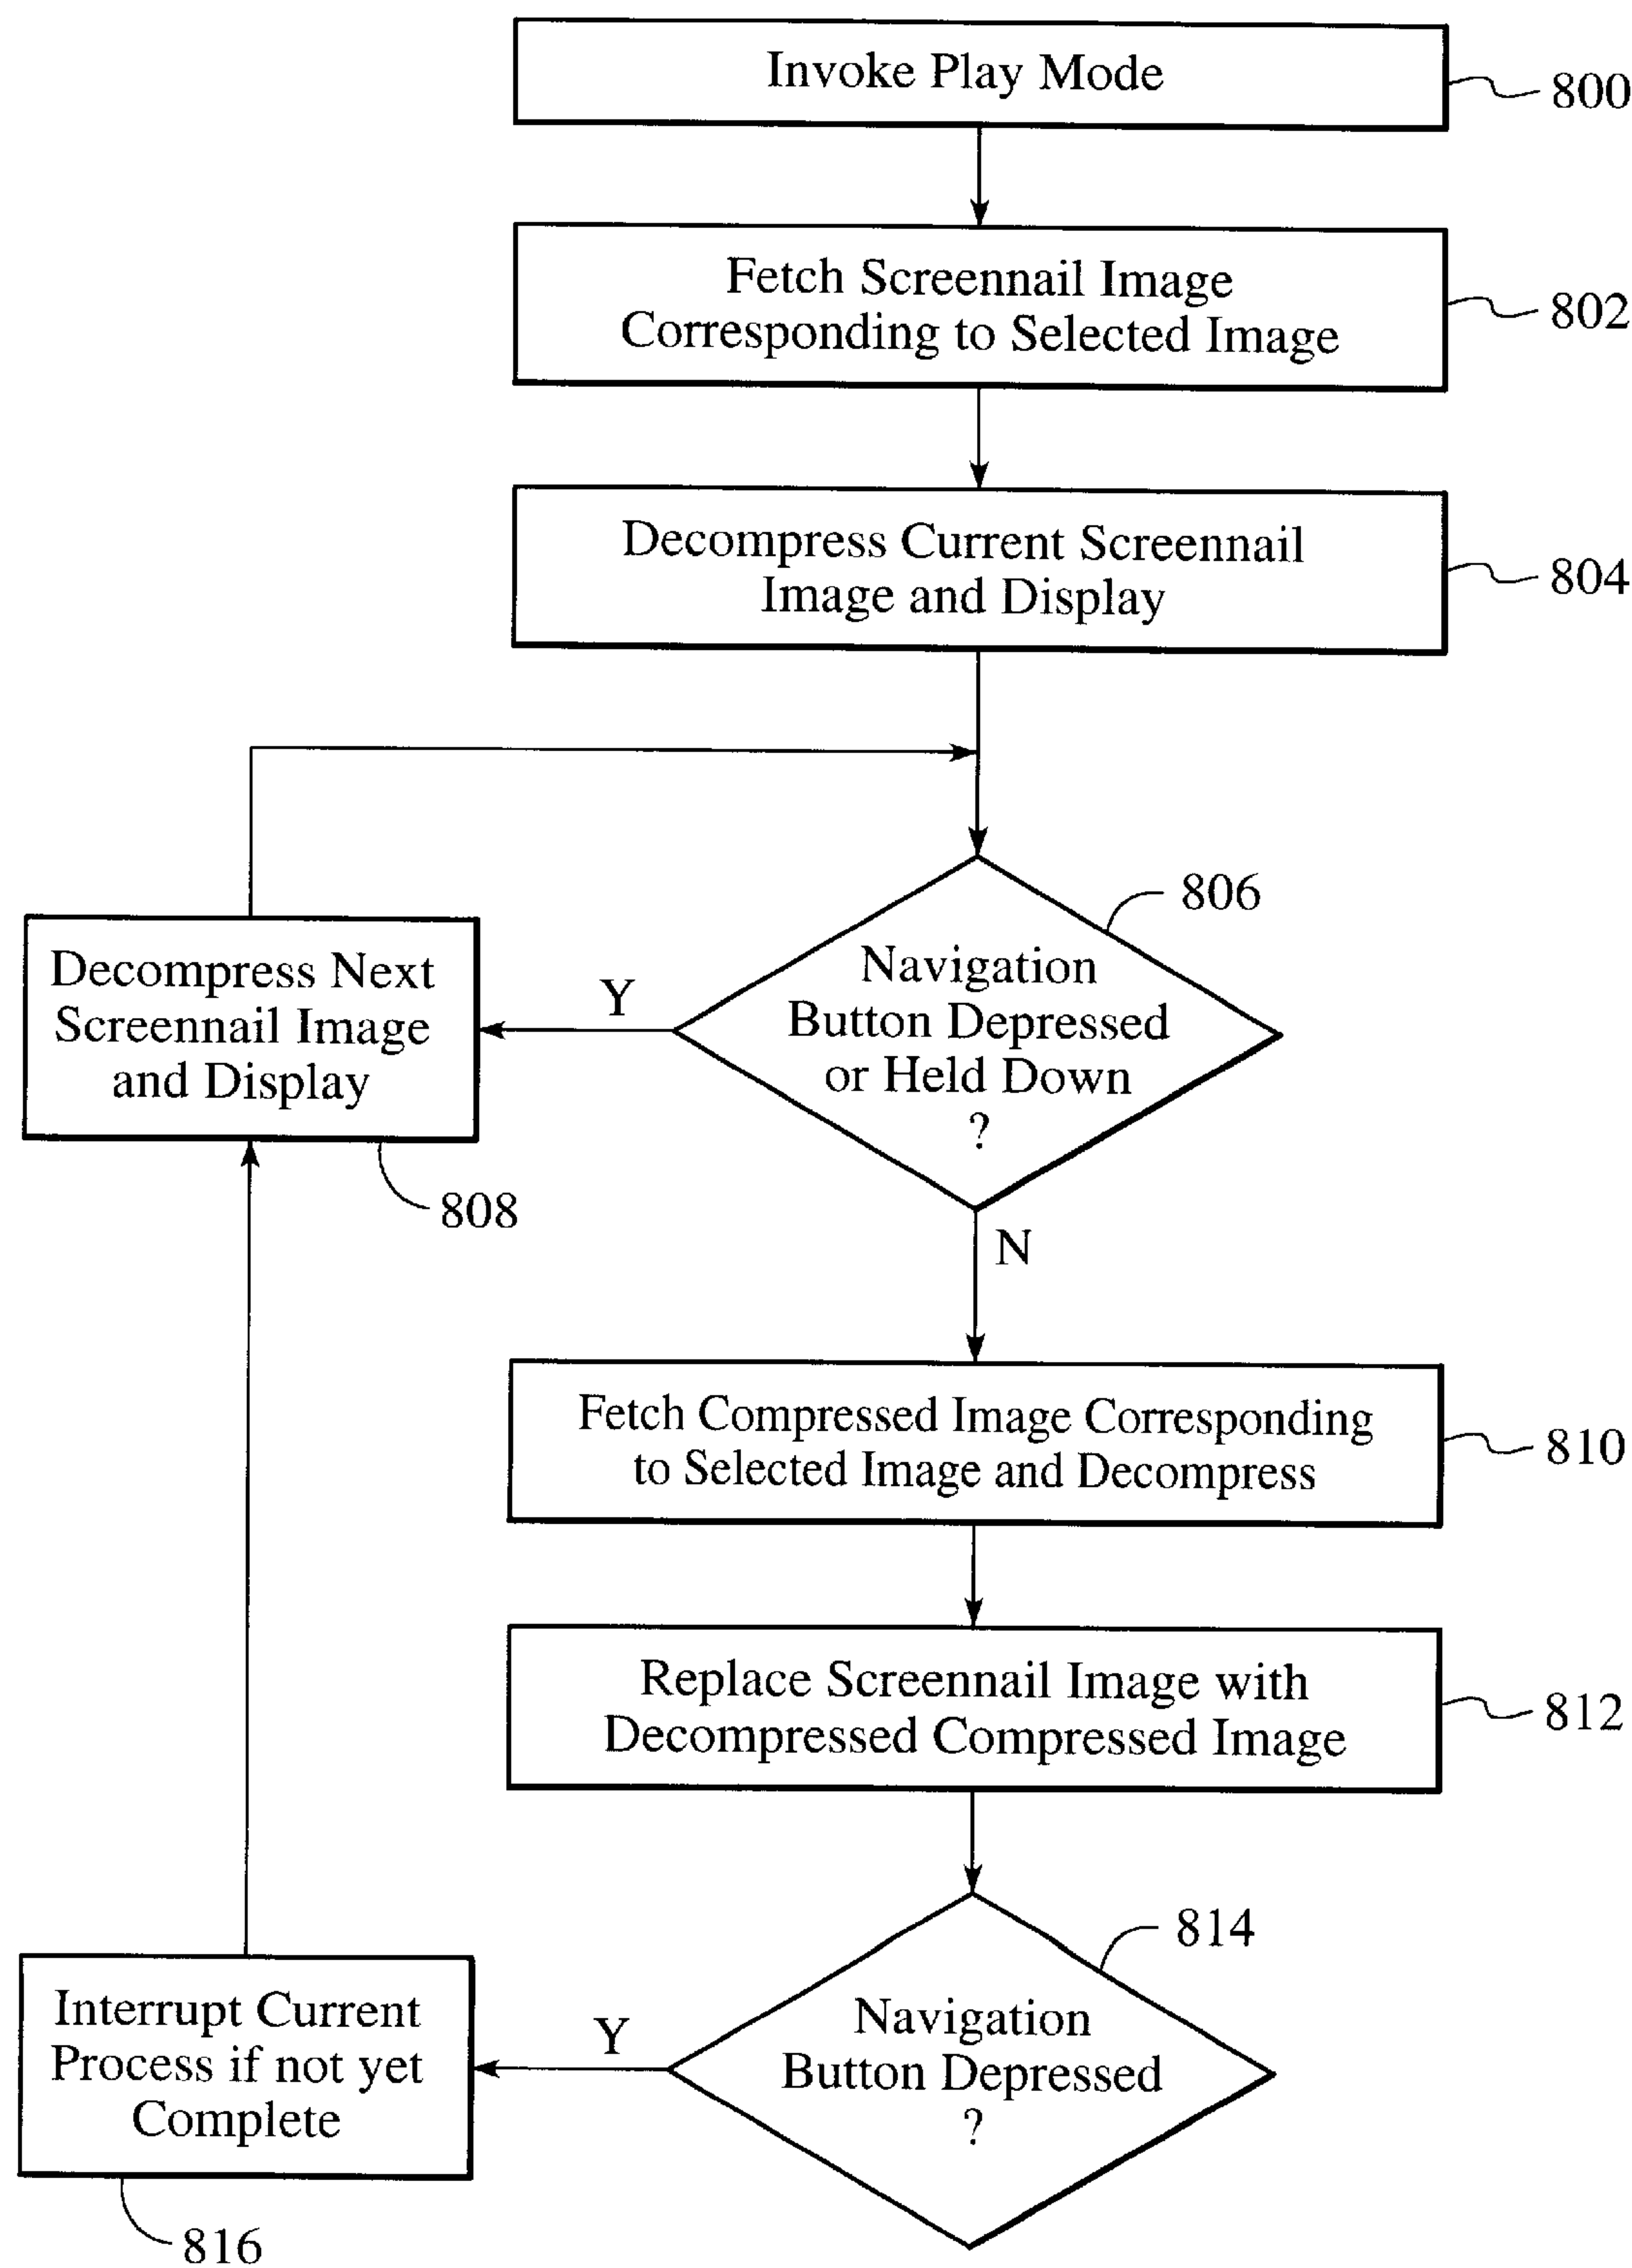 Invoke Play Mode
800
Fetch Screennail Image
Corresponding to Selected Image
802
Decompress Current Screennail
Image and Display
804
806
Navigation
Button Depressed
or Held Down
?
Y
Decompress Next
Screennail Image
and Display
808
N
Fetch Compressed Image Corresponding
to Selected Image and Decompress
810
Replace Screennail Image with
Decompressed Compressed Image
812
814
Navigation
Button Depressed
?
Y
Interrupt Current
Process if not yet
Complete
816